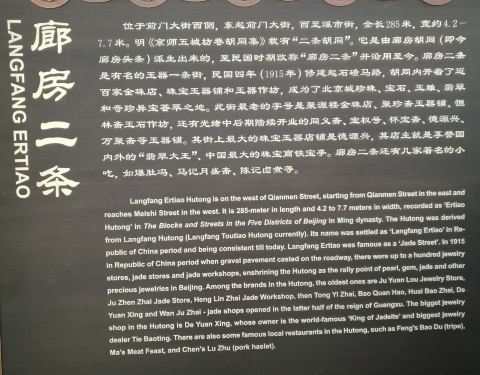 廊房二条
LANGFANG ERTIAO
位于前门大街西侧，东起前门大街，西至煤市街，全长285米，宽约4.2-
7.7米。明《京师五城坊巷胡同集》载有“二条胡同”。它是由廊房胡同（即今
廊房头条）派生出来的，至民国时期改称“廊房二条”并沿用至今。廊房二条
是有名的玉器一条街，民国四年（1915年）修建起石碴马路，胡同内开着了近
百家金珠店、珠宝玉器铺和玉器作坊，成为了北京城珍珠、宝石、玉雕、翡翠
和奇珍异宝荟萃之地。此街最老的字号是聚源楼金珠店、聚珍斋玉器铺、恒
林斋玉石作坊，还有光绪中后期陆续开业的同义斋、宝权号、怀宝斋、德源兴、
万聚斋等玉器铺。其街上最大的珠宝玉器店铺是德源兴，其店主就是享誉国
内外的“翡翠大王”、中国最大的珠宝商铁宝亭。廊房二条还有几家著名的小
吃，如爆肚冯、马记月盛斋、陈记卤煮等。
Langfang Ertiao Hutong is on the west of Qianmen Street, starting from Qianmen Street in the east and
reaches Meishi Street in the west. It is 285-meter in length and 4.2 to 7.7 meters in width, recorded as 'Ertiao
Hutong' in The Blocks and Streets in the Five Districts of Beijing in Ming dynasty. The Hutong was derived
from Langfang Hutong (Langfang Toutiao Hutong currently). Its name was settled as 'Langfang Ertiao' in Re-
public of China period and being consistent till today. Langfang Ertiao was famous as a 'Jade Street'. In 1915
in Republic of China period when gravel pavement casted on the roadway, there were up to a hundred jewelry
stores, jade stores and jade workshops, enshrining the Hutong as the rally point of pearl, gem, jade and other
precious jewelries in Beijing. Among the brands in the Hutong, the oldest ones are Ju Yuan Lou Jewelry Store,
Ju Zhen Zhai Jade Store, Heng Lin Zhai Jade Workshop, then Tong Yi Zhai, Bao Quan Hao, Huai Bao Zhai, De
Yuan Xing and Wan Ju Zhai - jade shops opened in the latter half of the reign of Guangxu. The biggest jewelry
shop in the Hutong is De Yuan Xing, whose owner is the world-famous 'King of Jadeite' and biggest jewelry
dealer Tie Baoting. There are also some famous local restaurants in the Hutong, such as Feng's Bao Du (tripe),
Ma's Meat Feast, and Chen's Lu Zhu (pork haslet).